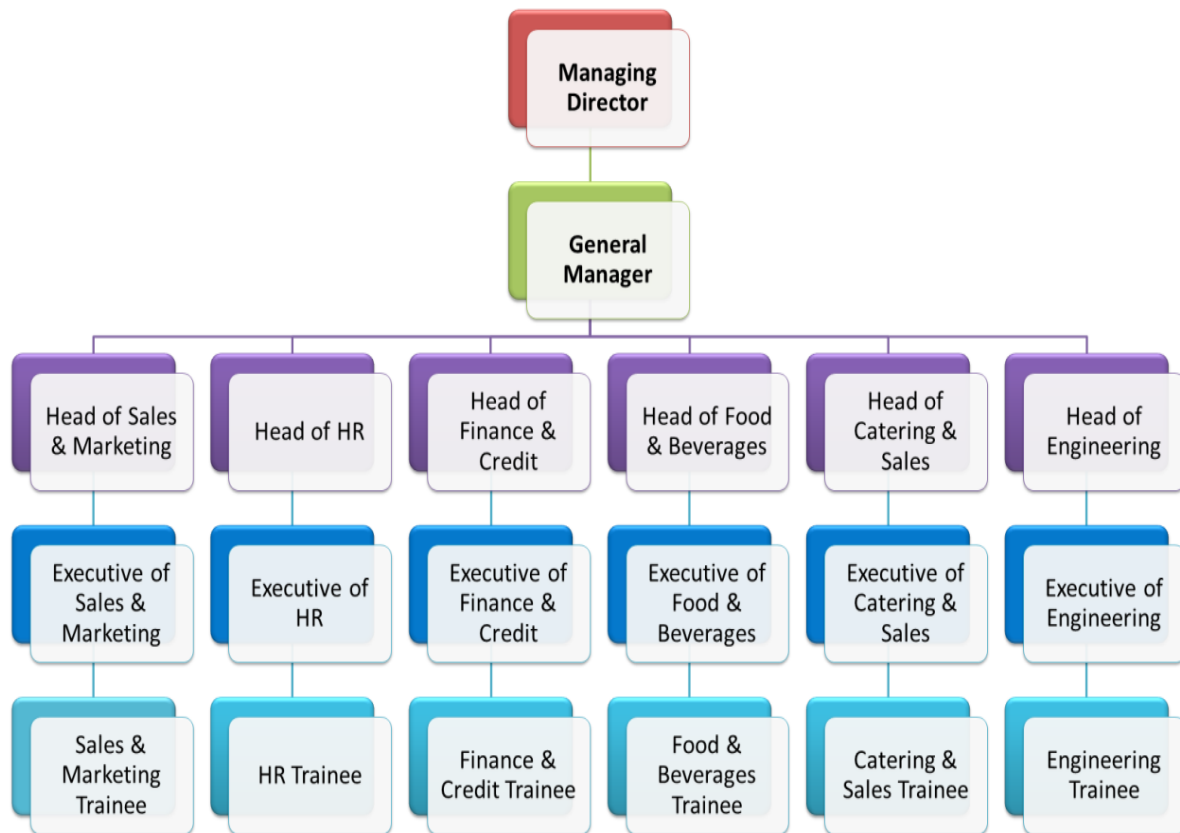 Managing
Director
General
Manager
Head of Sales
& Marketing
Head of HR
Head of
Finance &
Credit
Head of Food
& Beverages
Head of
Catering &
Sales
Head of
Engineering
Executive of
Sales &
Marketing
Executive of
HR
Executive of
Finance &
Credit
Executive of
Food &
Beverages
Executive of
Catering &
Sales
Executive of
Engineering
Sales &
Marketing
Trainee
HR Trainee
Finance &
Credit Trainee
Food &
Beverages
Trainee
Catering &
Sales Trainee
Engineering
Trainee